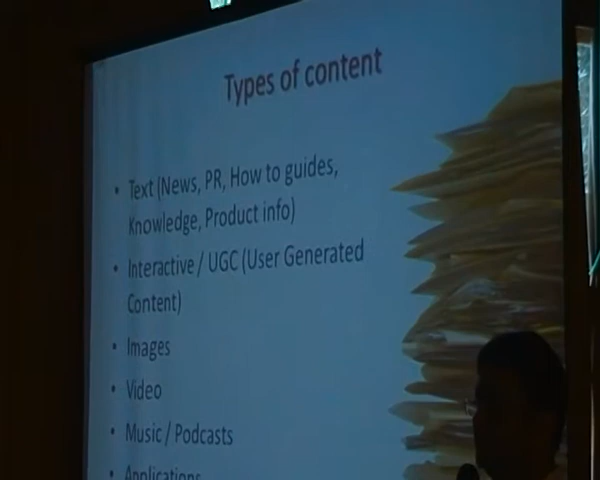 Types of content
• Text (News, PR, How to guides,
Knowledge, Product info)
• Interactive / UGC (User Generated
Content)
• Images
• Video
• Music / Podcasts
• Applications